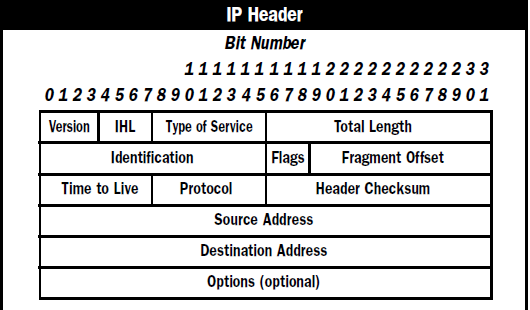 IP Header
Bit Number
1 1 1 1 1 1 1 1 1 1 2 2 2 2 2 2 2 2 2 2 3 3
0 1 2 3 4 5 6 7 8 9 0 1 2 3 4 5 6 7 8 9 0 1 2 3 4 5 6 7 8 9 0 1
Version IHL Type of Service Total Length
Identification Flags Fragment Offset
Time to Live Protocol Header Checksum
Source Address
Destination Address
Options (optional)